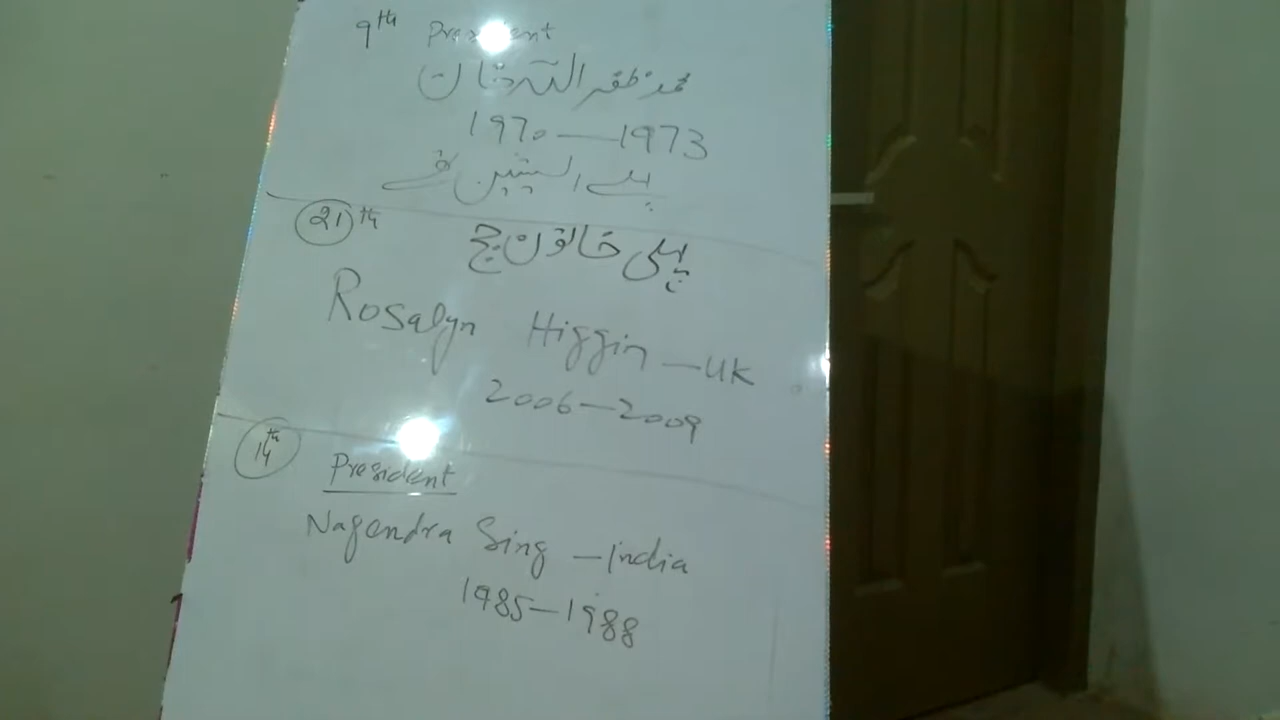 9th President
محمد ظفر اللہ خان
1970 — 1973
پہلے ایشین تھے
21th
پہلی خاتون جج
Rosalyn Higgin — UK
2006 — 2009
14th
President
Nagendra Sing — India
1985 — 1988